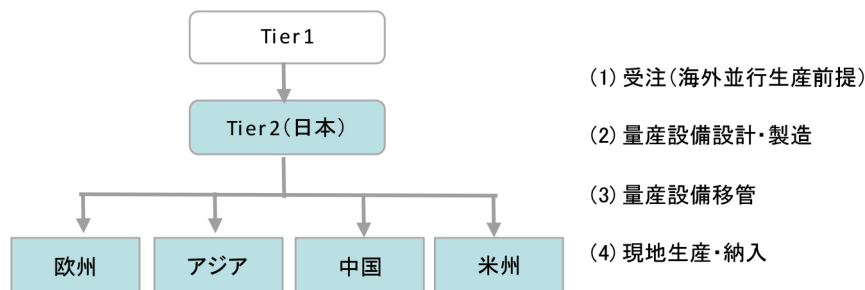 Tier1
(1) 受注(海外並行生産前提)
Tier2(日本)
(2) 量産設備設計・製造
(3) 量産設備移管
欧州 アジア 中国 米州
(4) 現地生産・納入